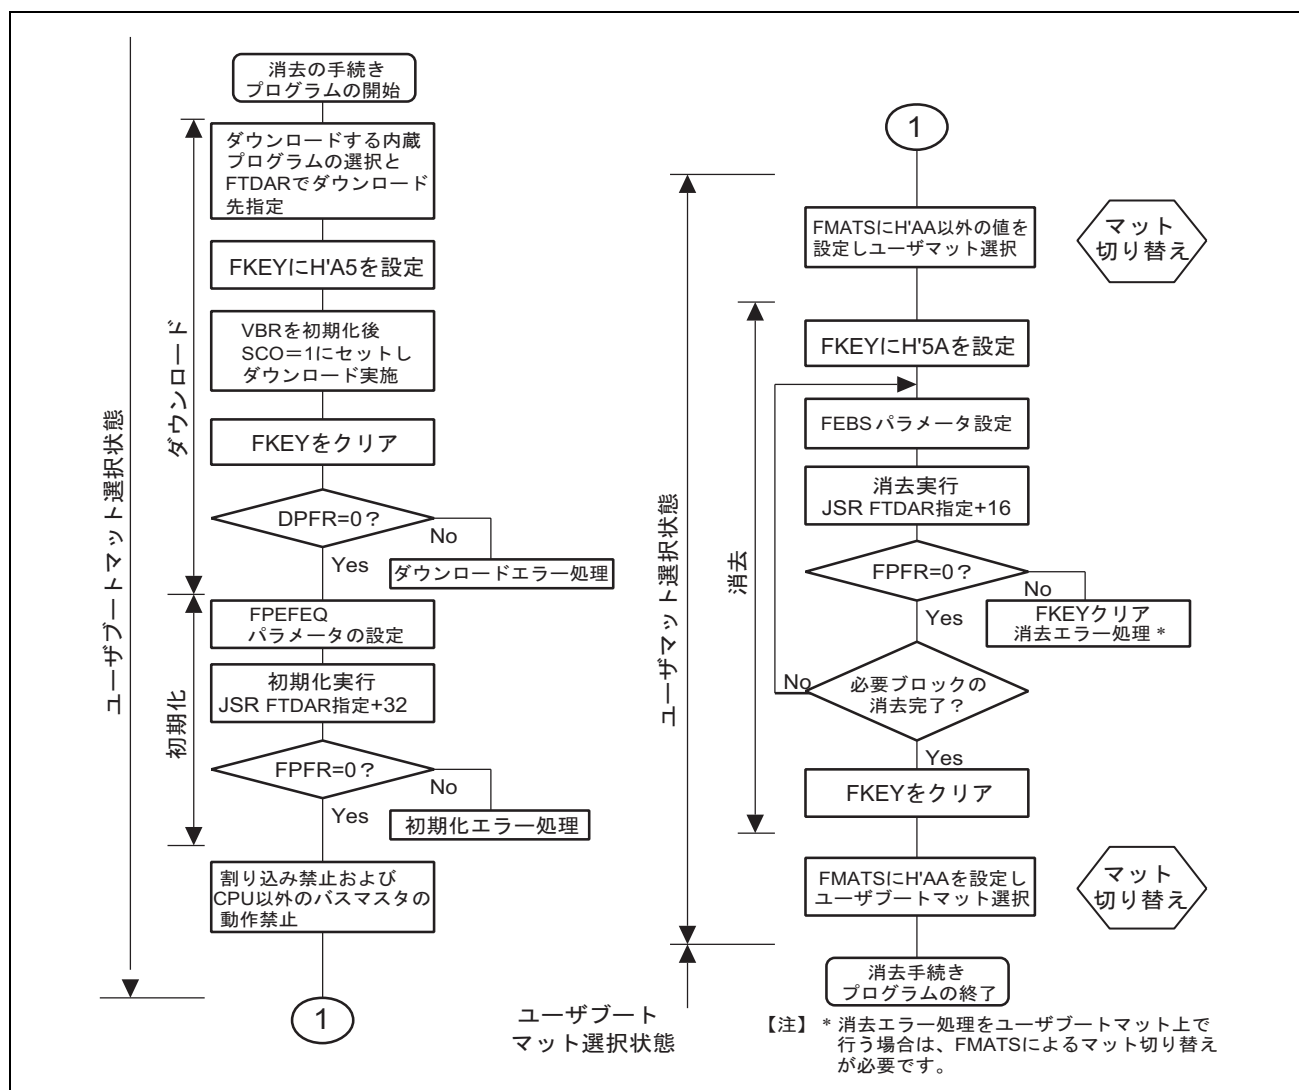 消去の手続き
プログラムの開始
ダウンロードする内蔵
プログラムの選択と
FTDARでダウンロード
先指定
FKEYにH'A5を設定
VBRを初期化後
SCO=1にセットし
ダウンロード実施
FKEYをクリア
DPFR=0?
No
Yes
ダウンロードエラー処理
ダウンロード
FPEFEQ
パラメータの設定
初期化実行
JSR FTDAR指定+32
FPFR=0?
No
Yes
初期化エラー処理
初期化
割り込み禁止および
CPU以外のバスマスタの
動作禁止
1
ユーザブートマット選択状態
1
FMATSにH'AA以外の値を
設定しユーザマット選択
マット
切り替え
FKEYにH'5Aを設定
FEBSパラメータ設定
消去実行
JSR FTDAR指定+16
FPFR=0?
No
Yes
FKEYクリア
消去エラー処理 *
必要ブロックの
消去完了?
No
Yes
FKEYをクリア
消去
ユーザマット選択状態
FMATSにH'AAを設定し
ユーザブートマット選択
マット
切り替え
消去手続き
プログラムの終了
ユーザブート
マット選択状態
【注】 * 消去エラー処理をユーザブートマット上で
行う場合は、FMATSによるマット切り替え
が必要です。